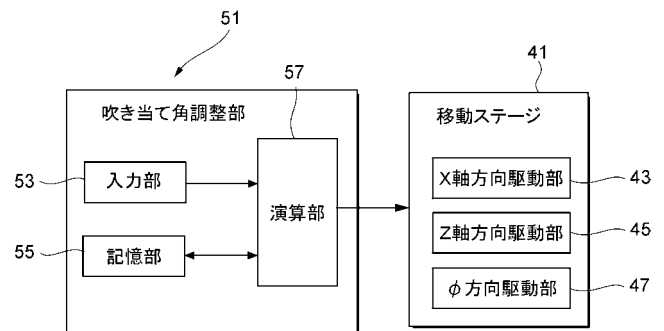 51
57
41
吹き当て角調整部
移動ステージ
53
入力部
演算部
X軸方向駆動部
43
55
記憶部
Z軸方向駆動部
45
φ方向駆動部
47